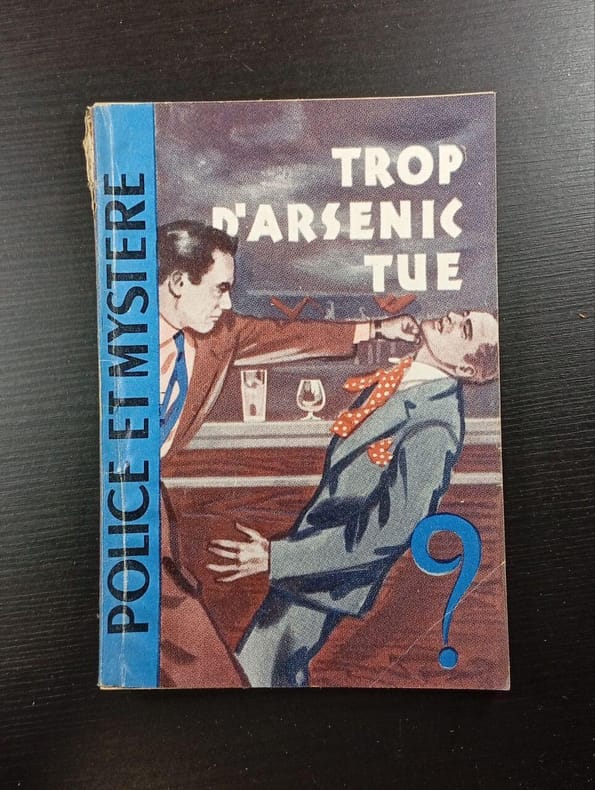 POLICE ET MYSTERE
TROP
D'ARSENIC
TUE
?